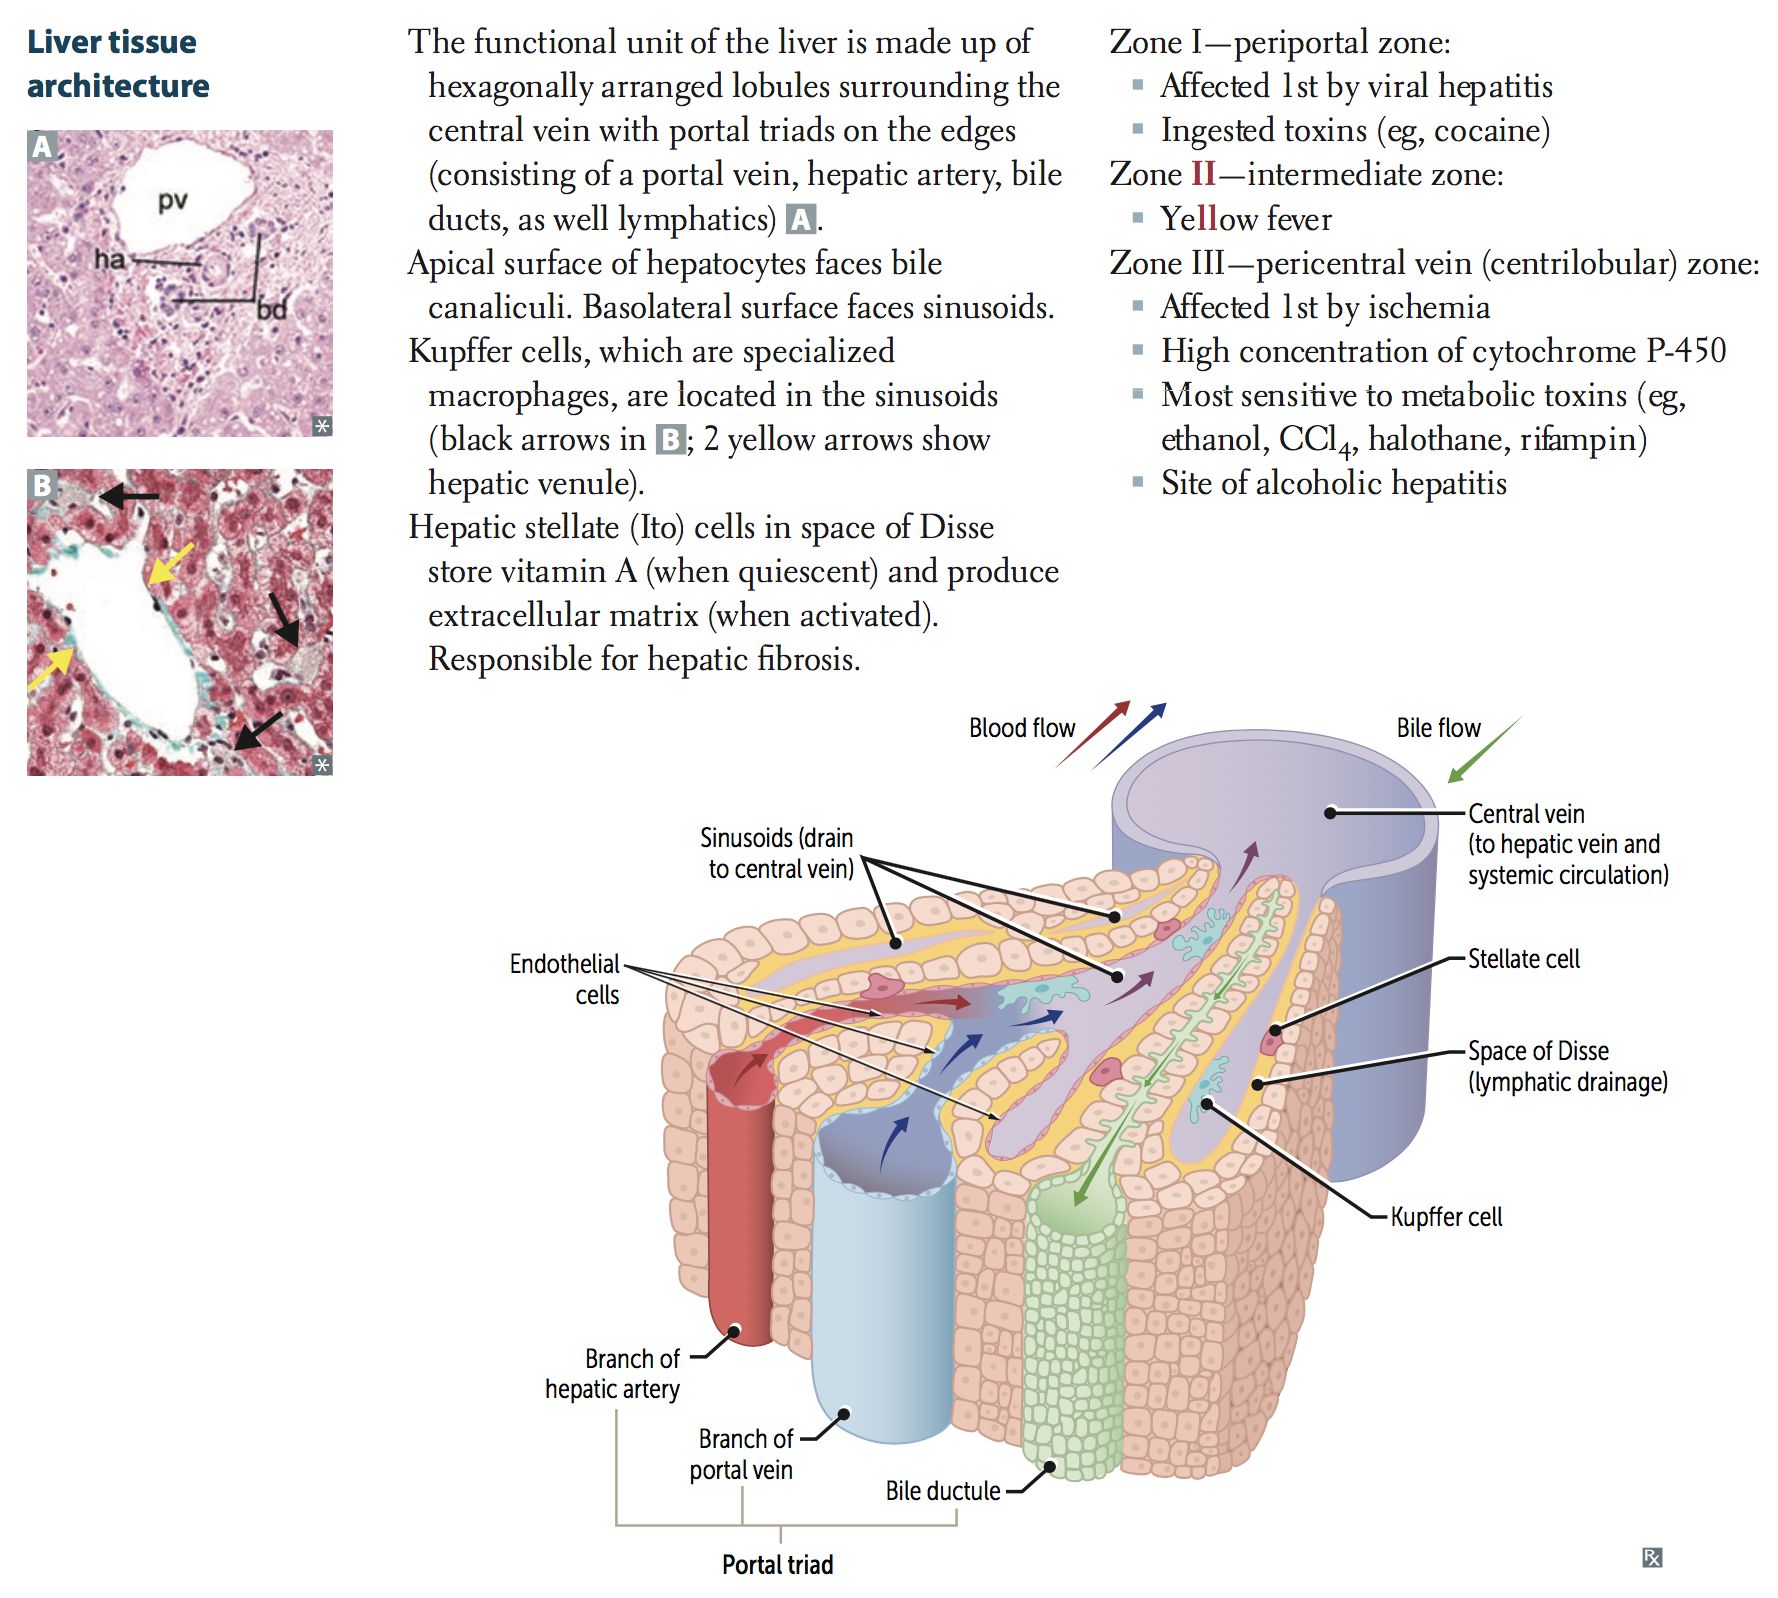 Liver tissue
architecture
A
pv
ha
bd
*
B
*
The functional unit of the liver is made up of
hexagonally arranged lobules surrounding the
central vein with portal triads on the edges
(consisting of a portal vein, hepatic artery, bile
ducts, as well lymphatics) A.
Apical surface of hepatocytes faces bile
canaliculi. Basolateral surface faces sinusoids.
Kupffer cells, which are specialized
macrophages, are located in the sinusoids
(black arrows in B; 2 yellow arrows show
hepatic venule).
Hepatic stellate (Ito) cells in space of Disse
store vitamin A (when quiescent) and produce
extracellular matrix (when activated).
Responsible for hepatic fibrosis.
Zone I—periportal zone:
▪ Affected 1st by viral hepatitis
▪ Ingested toxins (eg, cocaine)
Zone II—intermediate zone:
▪ Yellow fever
Zone III—pericentral vein (centrilobular) zone:
▪ Affected 1st by ischemia
▪ High concentration of cytochrome P-450
▪ Most sensitive to metabolic toxins (eg,
ethanol, CCl₄, halothane, rifampin)
▪ Site of alcoholic hepatitis
Blood flow
Bile flow
Central vein
(to hepatic vein and
systemic circulation)
Sinusoids (drain
to central vein)
Endothelial
cells
Stellate cell
Space of Disse
(lymphatic drainage)
Kupffer cell
Branch of
hepatic artery
Branch of
portal vein
Bile ductule
Portal triad
Rx